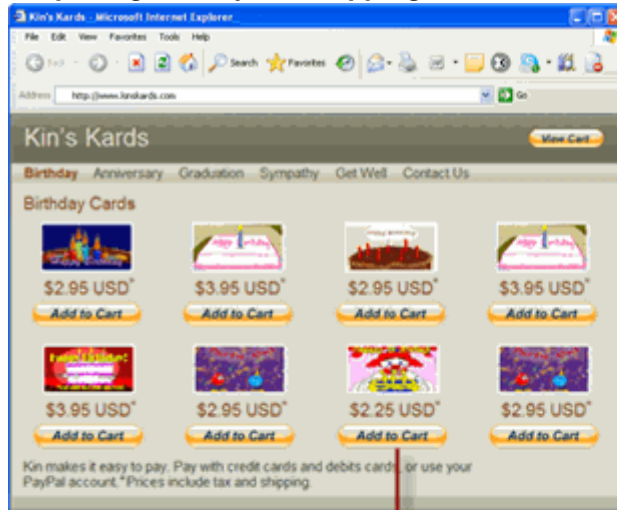 Kin's Kards - Microsoft Internet Explorer
File Edit View Favorites Tools Help
Search Favorites
Address http://www.kinskards.com Go
Kin's Kards View Cart
Birthday Anniversary Graduation Sympathy Get Well Contact Us
Birthday Cards
$2.95 USD* $3.95 USD* $2.95 USD* $3.95 USD*
Add to Cart Add to Cart Add to Cart Add to Cart
$3.95 USD* $2.95 USD* $2.25 USD* $2.95 USD*
Add to Cart Add to Cart Add to Cart Add to Cart
Kin makes it easy to pay. Pay with credit cards and debits cards, or use your
PayPal account. *Prices include tax and shipping.